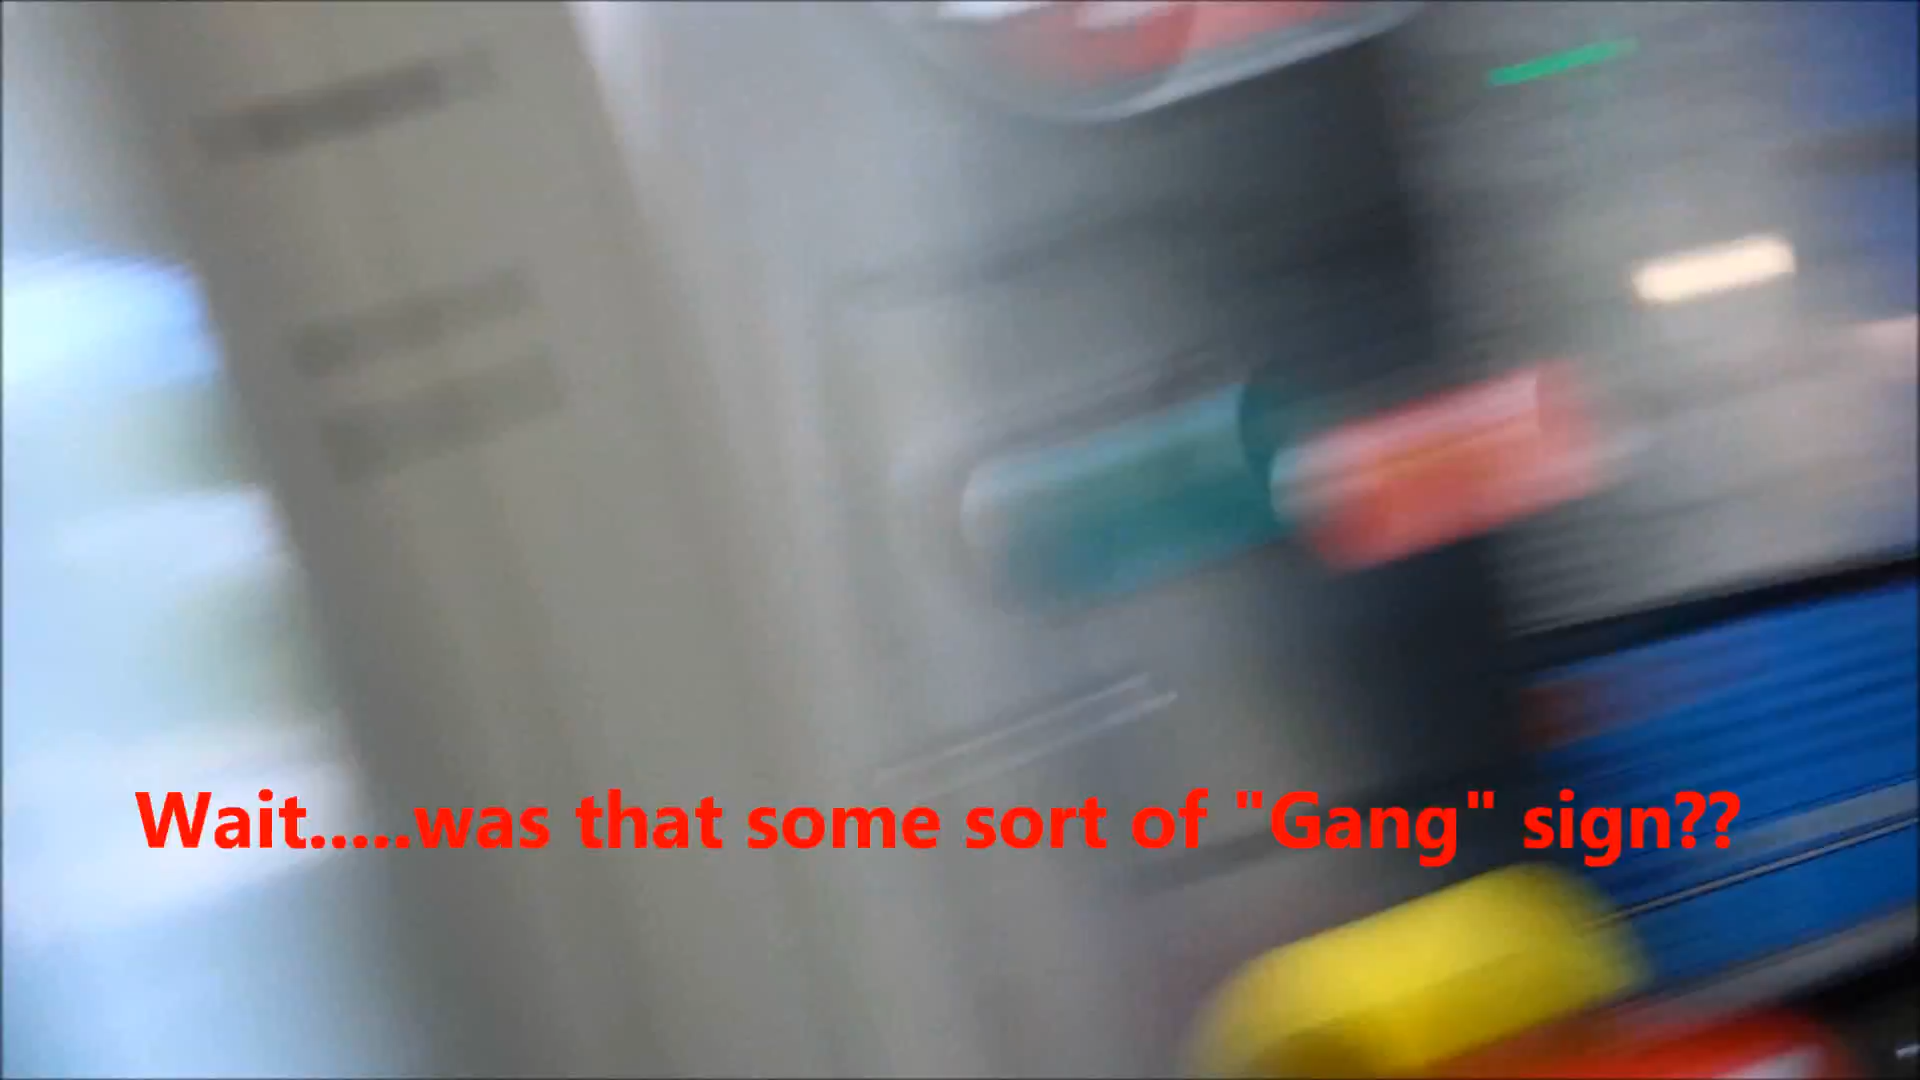 Wait.....was that some sort of "Gang" sign??